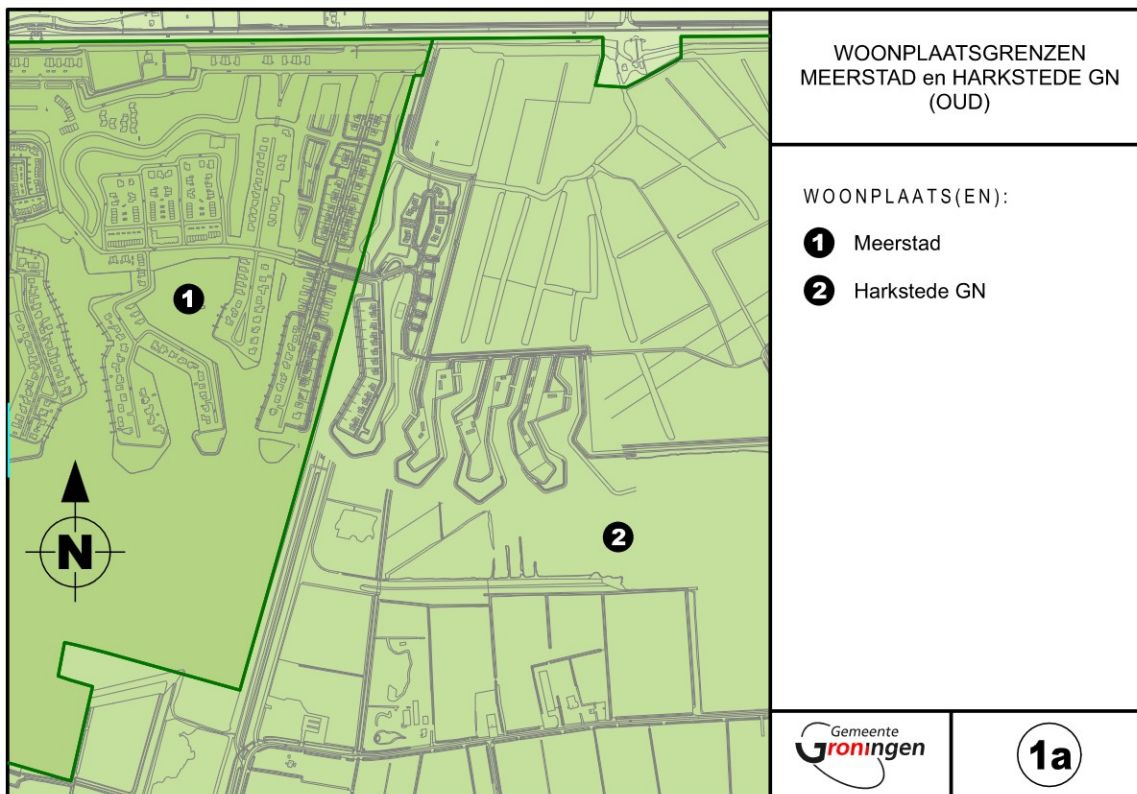 WOONPLAATSGRENZEN
MEERSTAD en HARKSTEDE GN
(OUD)
WOONPLAATS(EN):
1 Meerstad
2 Harkstede GN
1
2
N
Gemeente
Groningen
1a